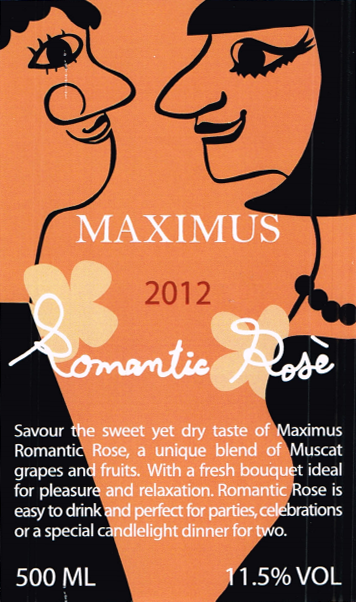 MAXIMUS
2012
Romantic Rosè
Savour the sweet yet dry taste of Maximus
Romantic Rose, a unique blend of Muscat
grapes and fruits. With a fresh bouquet ideal
for pleasure and relaxation. Romantic Rose is
easy to drink and perfect for parties, celebrations
or a special candlelight dinner for two.
500 ML 11.5% VOL